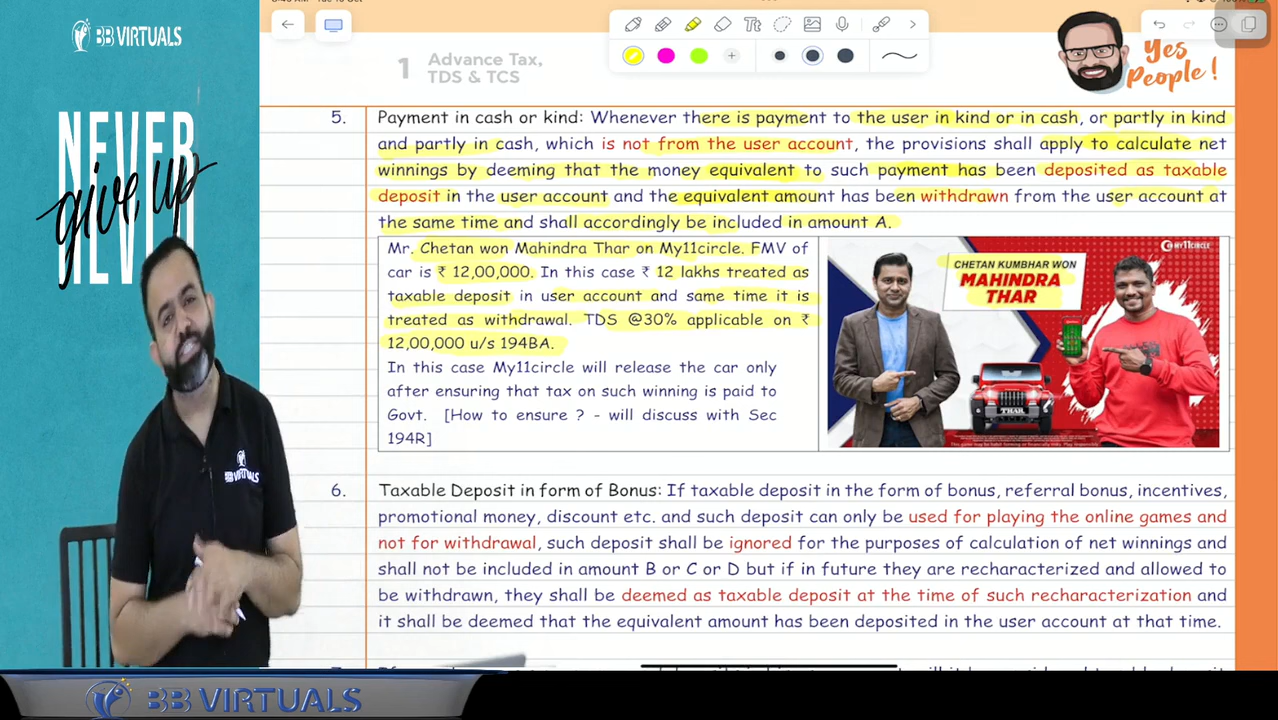 BB VIRTUALS
NEVER
give up
NEVER
1 Advance Tax,
TDS & TCS
Yes
People !
5. Payment in cash or kind: Whenever there is payment to the user in kind or in cash, or partly in kind
and partly in cash, which is not from the user account, the provisions shall apply to calculate net
winnings by deeming that the money equivalent to such payment has been deposited as taxable
deposit in the user account and the equivalent amount has been withdrawn from the user account at
the same time and shall accordingly be included in amount A.
Mr. Chetan won Mahindra Thar on My11circle. FMV of
car is ₹ 12,00,000. In this case ₹ 12 lakhs treated as
taxable deposit in user account and same time it is
treated as withdrawal. TDS @30% applicable on ₹
12,00,000 u/s 194BA.
In this case My11circle will release the car only
after ensuring that tax on such winning is paid to
Govt. [How to ensure ? - will discuss with Sec
194R]
MY11CIRCLE
CHETAN KUMBHAR WON
MAHINDRA
THAR
THAR
6. Taxable Deposit in form of Bonus: If taxable deposit in the form of bonus, referral bonus, incentives,
promotional money, discount etc. and such deposit can only be used for playing the online games and
not for withdrawal, such deposit shall be ignored for the purposes of calculation of net winnings and
shall not be included in amount B or C or D but if in future they are recharacterized and allowed to
be withdrawn, they shall be deemed as taxable deposit at the time of such recharacterization and
it shall be deemed that the equivalent amount has been deposited in the user account at that time.
BB VIRTUALS
BB VIRTUALS